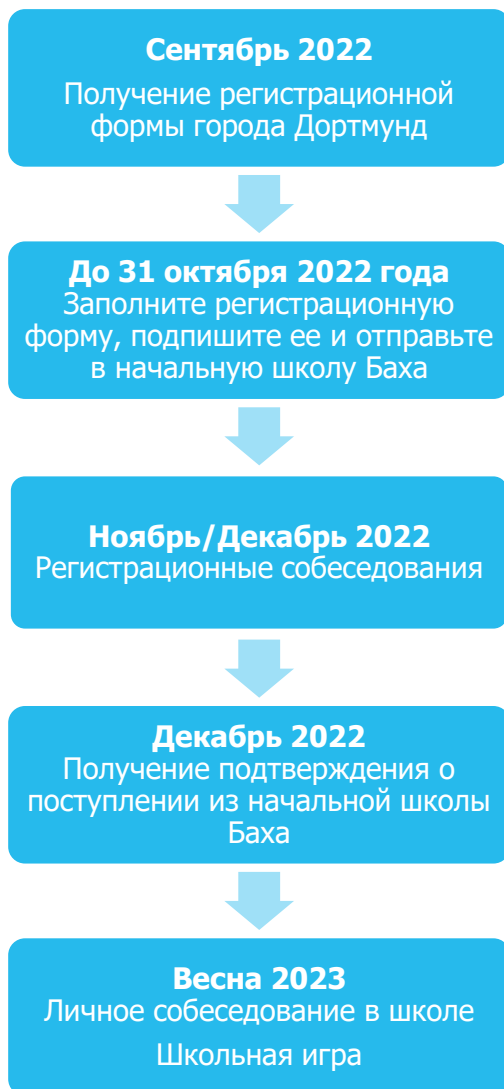 Сентябрь 2022
Получение регистрационной
формы города Дортмунд
До 31 октября 2022 года
Заполните регистрационную
форму, подпишите ее и отправьте
в начальную школу Баха
Ноябрь/Декабрь 2022
Регистрационные собеседования
Декабрь 2022
Получение подтверждения о
поступлении из начальной школы
Баха
Весна 2023
Личное собеседование в школе
Школьная игра